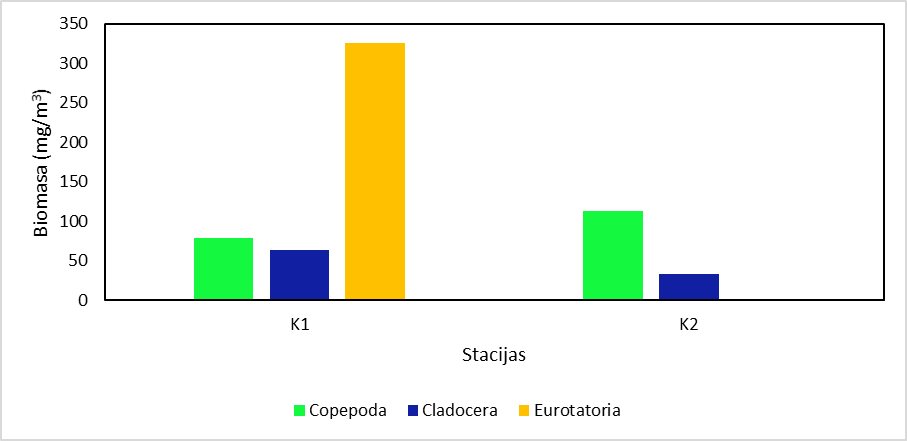 350
300
250
200
150
100
50
0
Biomasa (mg/m³)
K1 K2
Stacijas
Copepoda Cladocera Eurotatoria